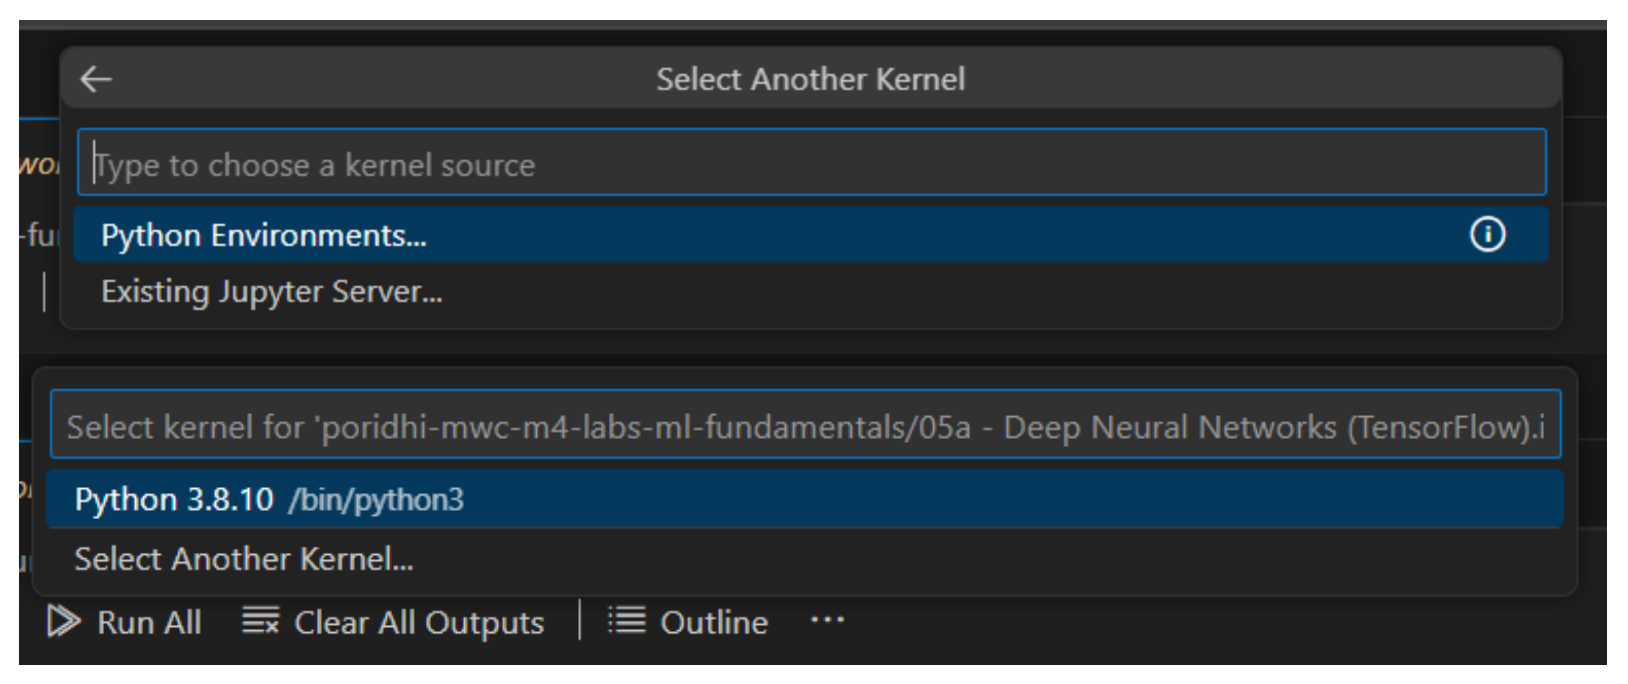 Select Another Kernel
Type to choose a kernel source
Python Environments...
Existing Jupyter Server...
Select kernel for 'poridhi-mwc-m4-labs-ml-fundamentals/05a - Deep Neural Networks (TensorFlow).i
Python 3.8.10 /bin/python3
Select Another Kernel...
Run All Clear All Outputs Outline ...